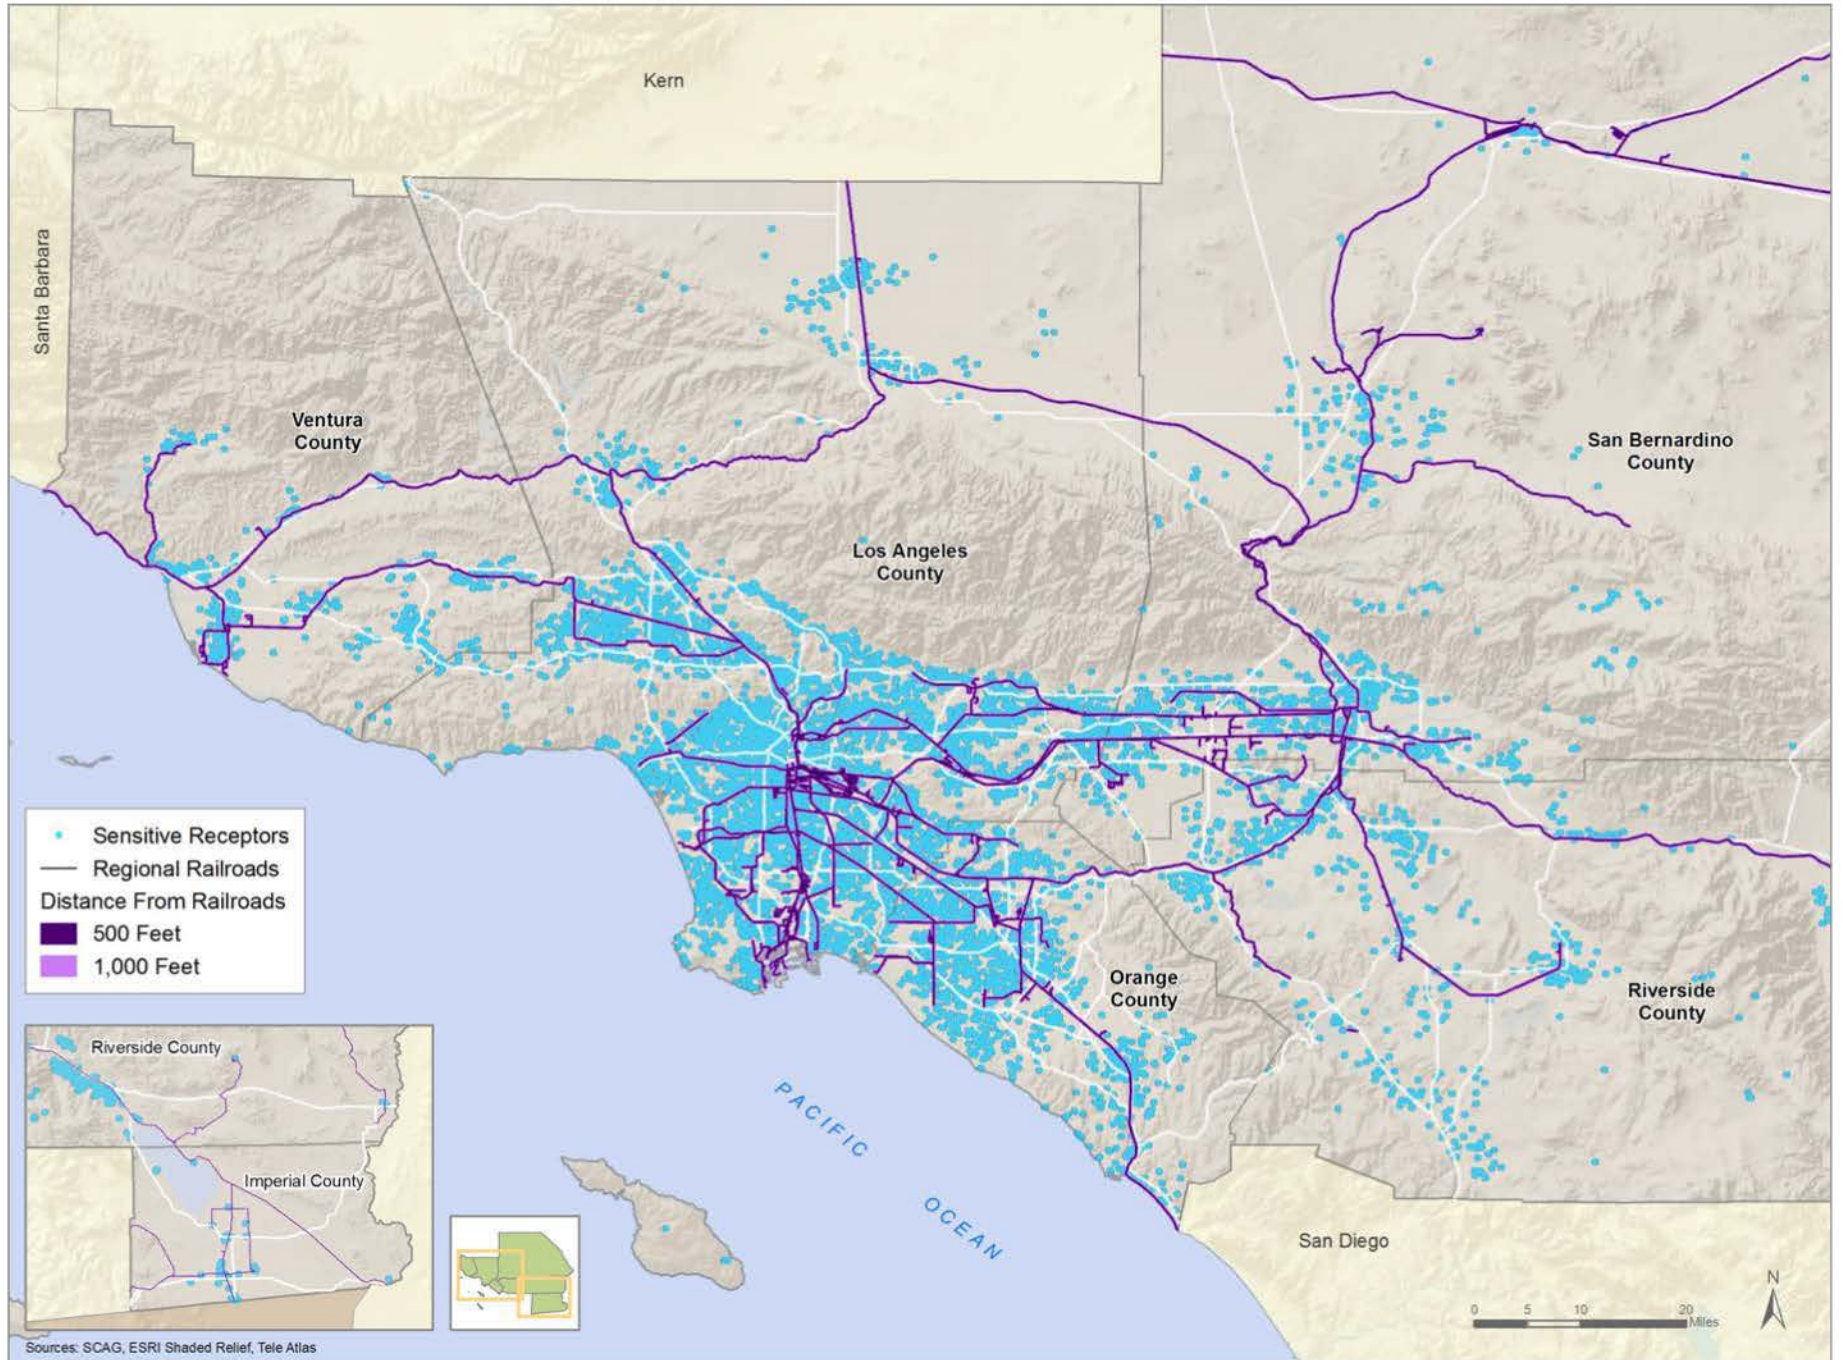 Kern
Santa Barbara
Ventura
County
San Bernardino
County
Los Angeles
County
Sensitive Receptors
Regional Railroads
Distance From Railroads
500 Feet
1,000 Feet
Orange
County
Riverside
County
Riverside County
Imperial County
PACIFIC
OCEAN
San Diego
N
0 5 10 20
Miles
Sources: SCAG, ESRI Shaded Relief, Tele Atlas